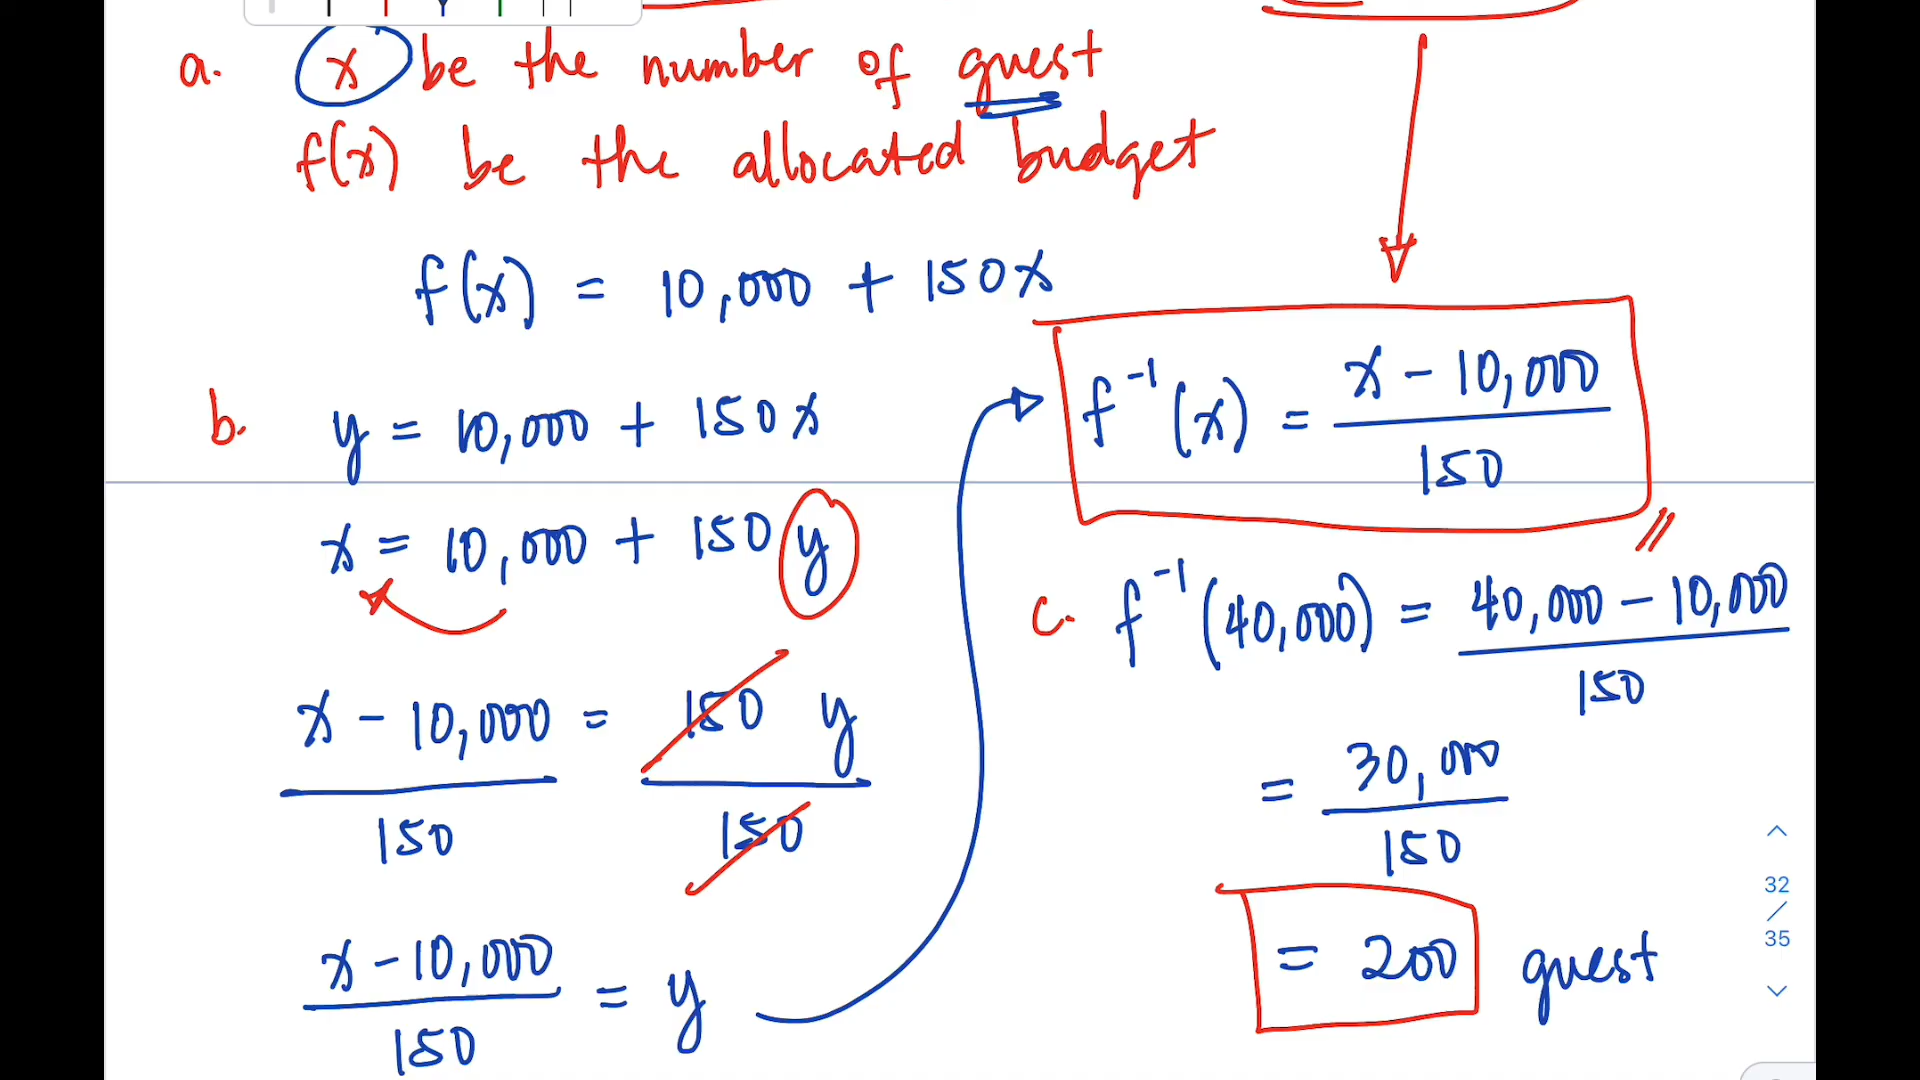 a. x be the number of guest
f(x) be the allocated budget
f(x) = 10,000 + 150x
b. y = 10,000 + 150x
x = 10,000 + 150y
x - 10,000 = 150 y
150 150
x - 10,000 = y
150
f⁻¹(x) = x - 10,000
150
c. f⁻¹(40,000) = 40,000 - 10,000
150
= 30,000
150
= 200 guest
32
/
35